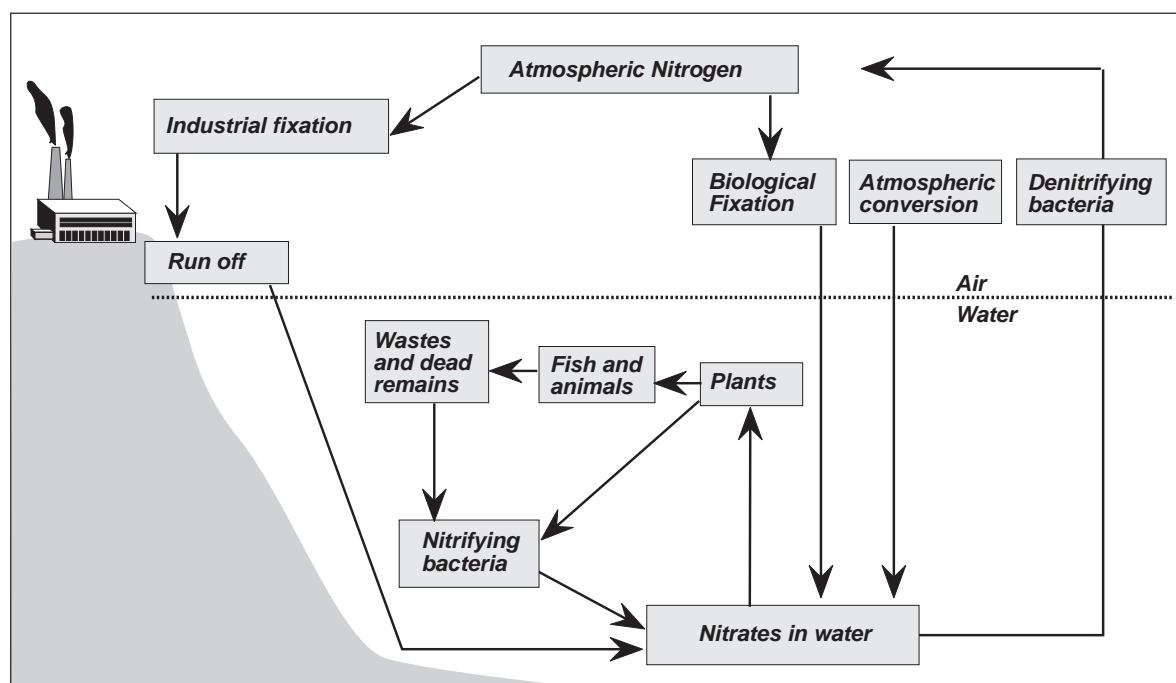 Atmospheric Nitrogen
Industrial fixation
Biological
Fixation
Atmospheric
conversion
Denitrifying
bacteria
Run off
Air
Water
Wastes
and dead
remains
Fish and
animals
Plants
Nitrifying
bacteria
Nitrates in water